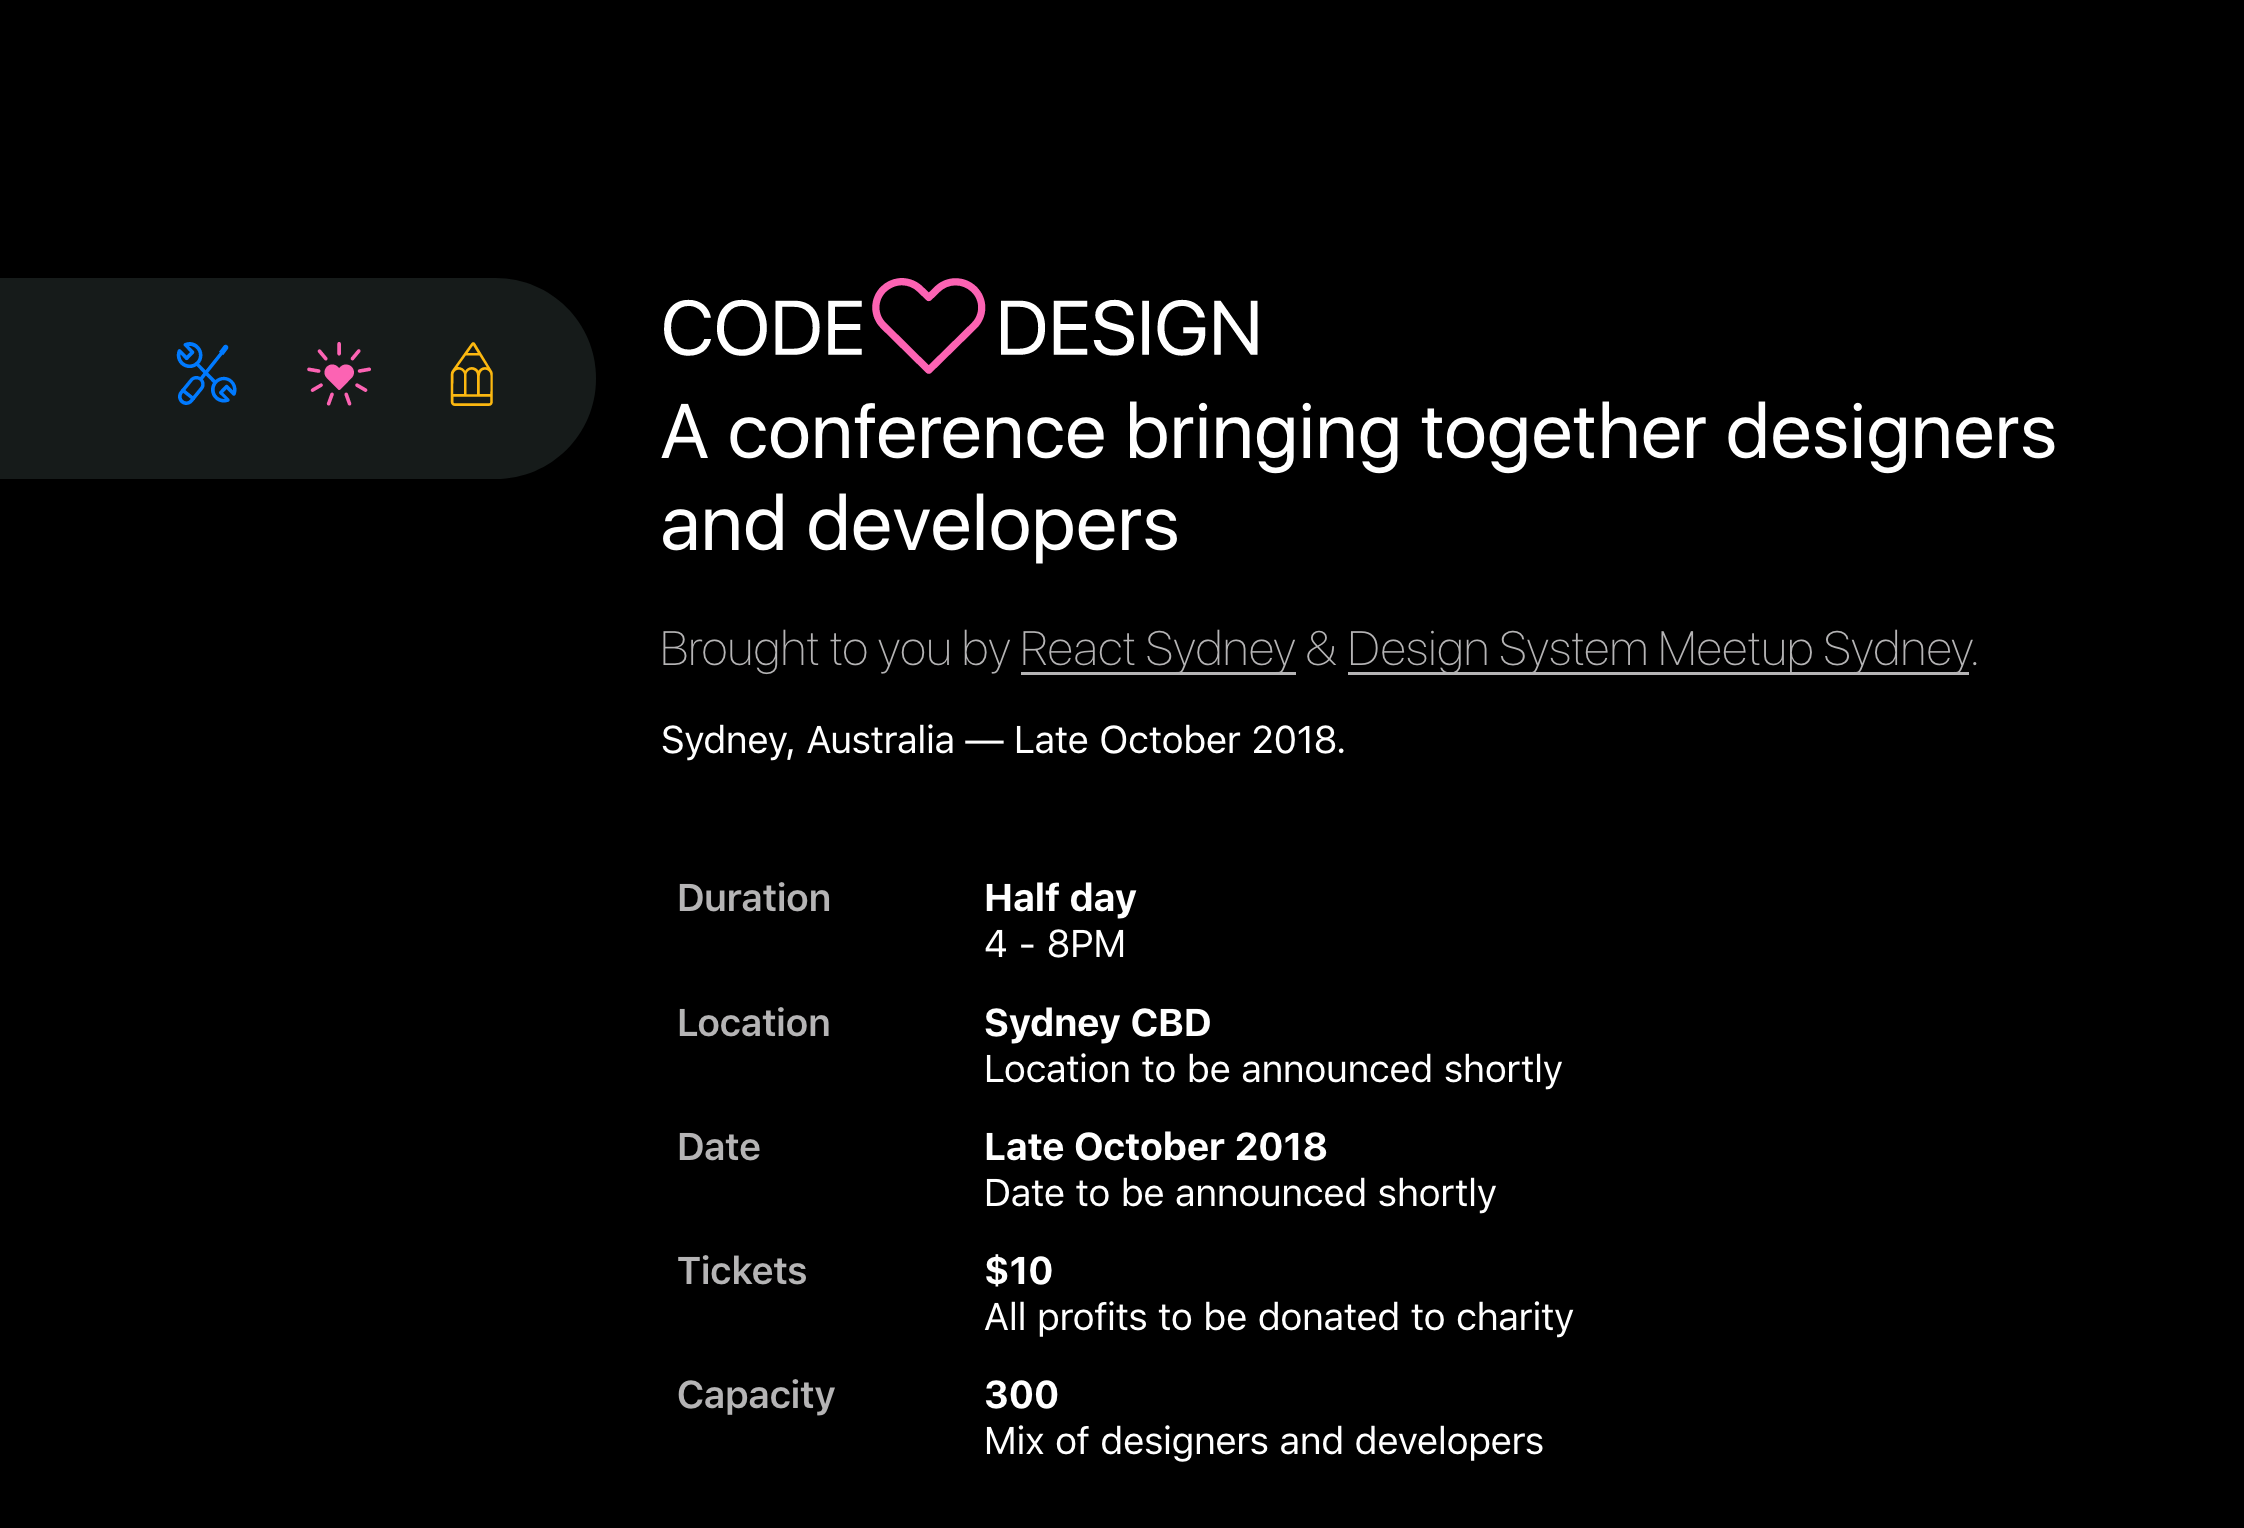 CODE DESIGN
A conference bringing together designers
and developers
Brought to you by React Sydney & Design System Meetup Sydney.
Sydney, Australia — Late October 2018.
Duration
Half day
4 - 8PM
Location
Sydney CBD
Location to be announced shortly
Date
Late October 2018
Date to be announced shortly
Tickets
$10
All profits to be donated to charity
Capacity
300
Mix of designers and developers